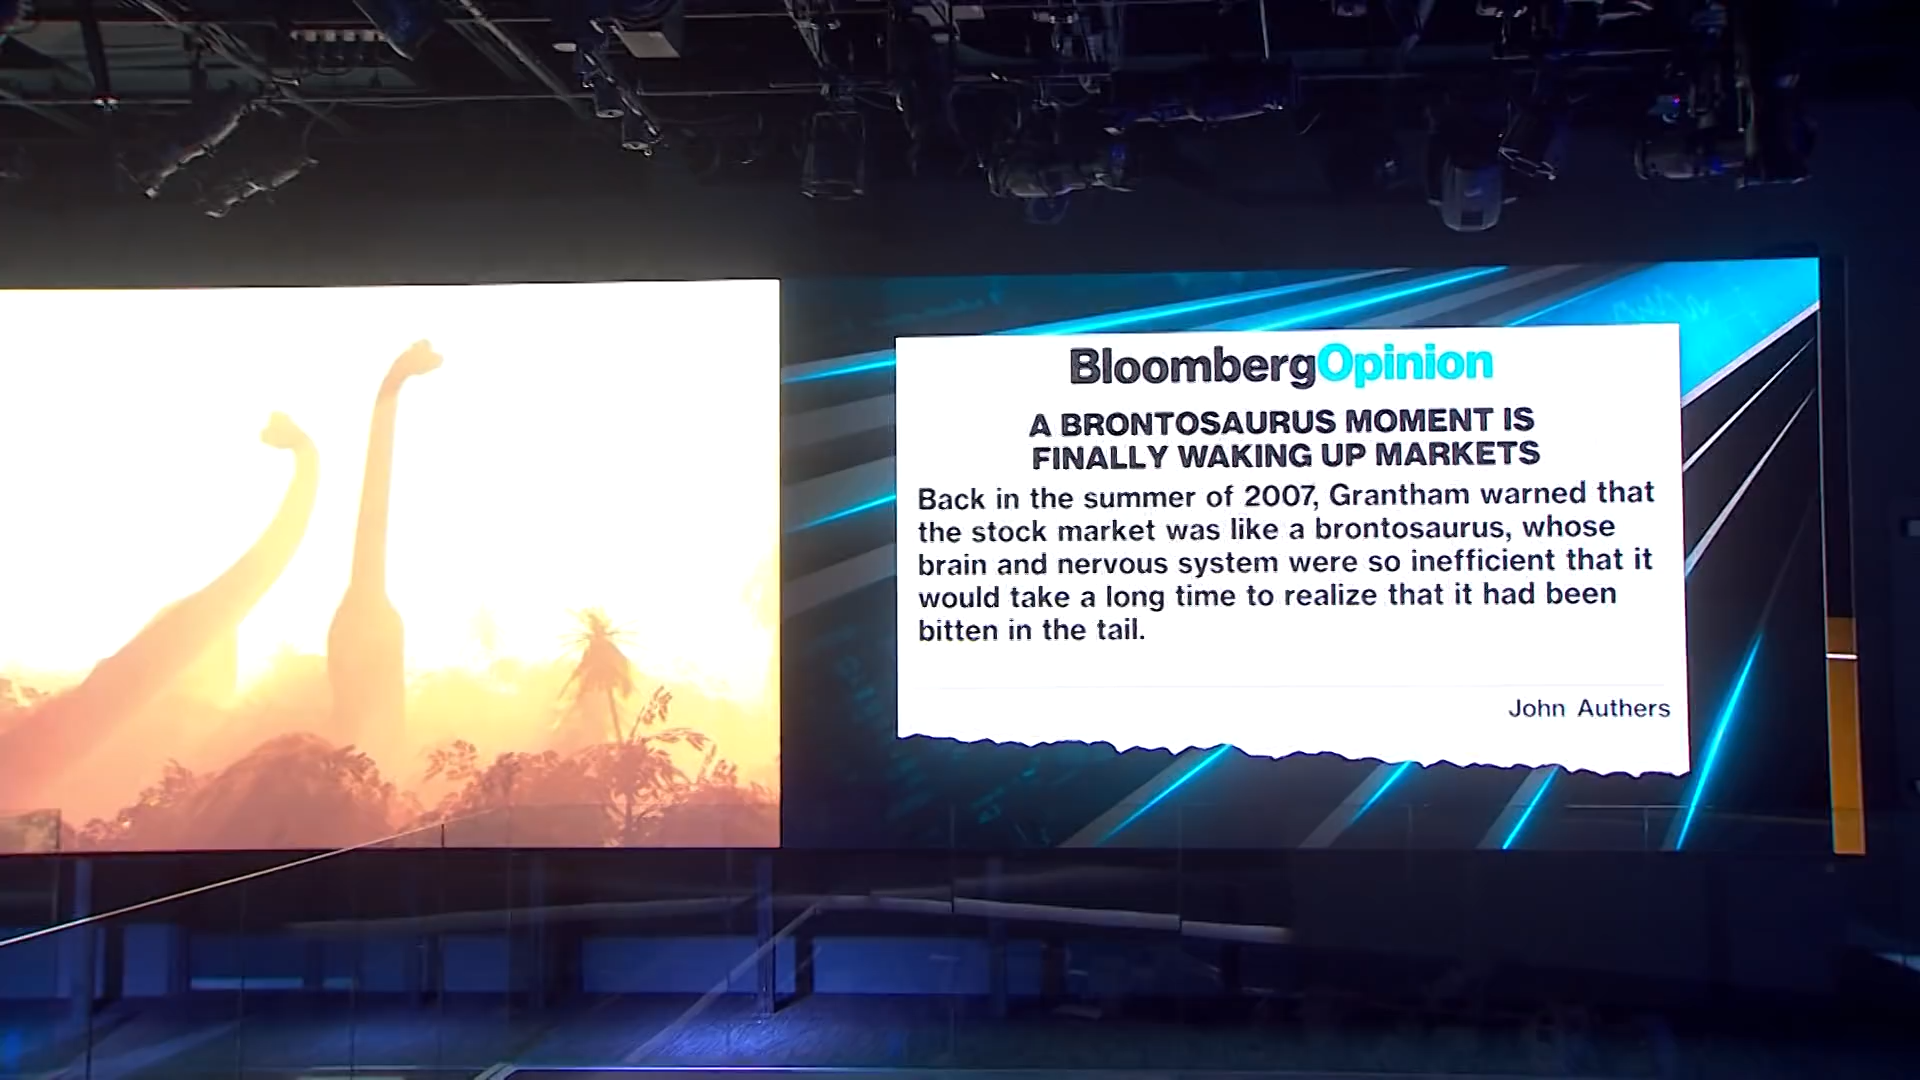 BloombergOpinion
A BRONTOSAURUS MOMENT IS
FINALLY WAKING UP MARKETS
Back in the summer of 2007, Grantham warned that
the stock market was like a brontosaurus, whose
brain and nervous system were so inefficient that it
would take a long time to realize that it had been
bitten in the tail.
John Authers